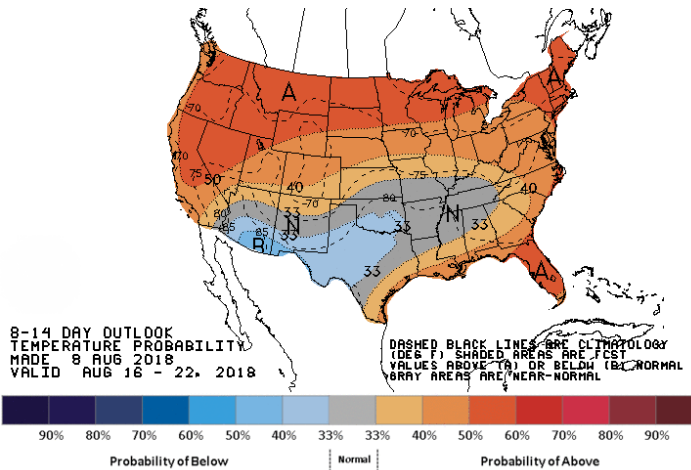 A
A
70
70
70
75
50
75
40
70
80
40
33
80
N
N
33
33
33
85
85
B
33
A
8-14 DAY OUTLOOK
TEMPERATURE PROBABILITY
MADE 8 AUG 2018
VALID AUG 16 - 22, 2018
DASHED BLACK LINES ARE CLIMATOLOGY
(DEG F) SHADED AREAS ARE FCST
VALUES ABOVE (A) OR BELOW (B) NORMAL
GRAY AREAS ARE NEAR-NORMAL
90% 80% 70% 60% 50% 40% 33% 33% 40% 50% 60% 70% 80% 90%
Probability of Below Normal Probability of Above